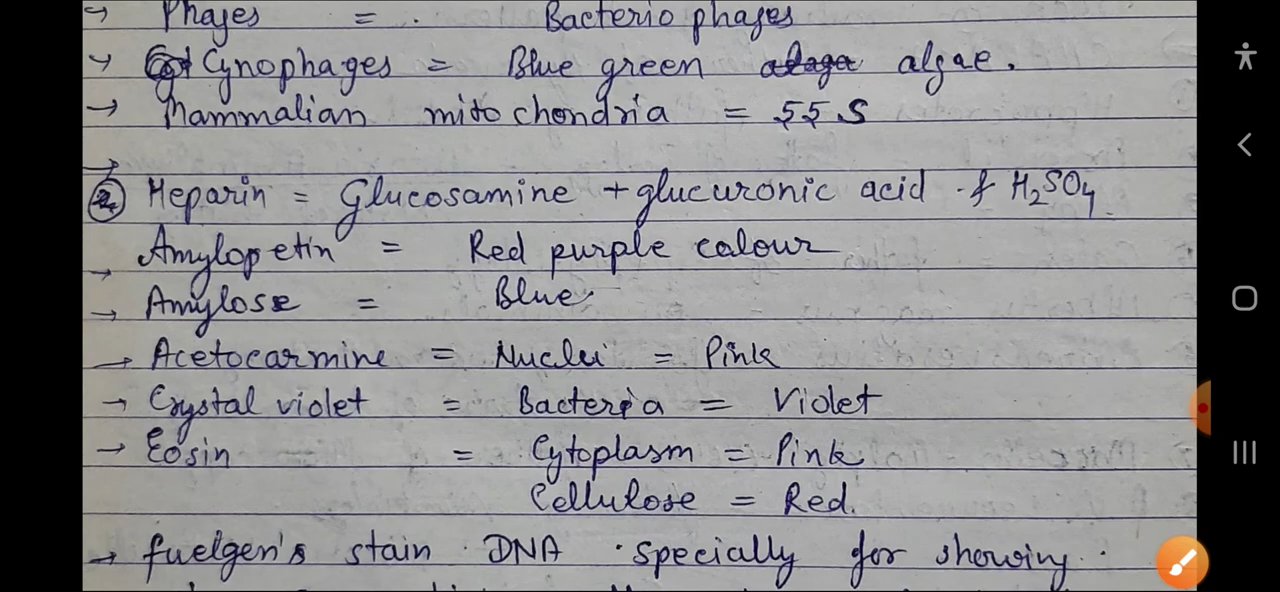 → Phages = . Bacterio phages
→ Cynophages = Blue green algae.
→ Mammalian mitochondria = 55 S
→
② Heparin = Glucosamine + glucuronic acid & H₂SO₄
→ Amylopetin = Red purple calour
→ Amylose = Blue
→ Acetocarmine = Nuclei = Pink
→ Crystal violet = Bacteria = Violet
→ Eosin = Cytoplasm = Pink
Cellulose = Red.
→ fuelgen's stain DNA specially for showing